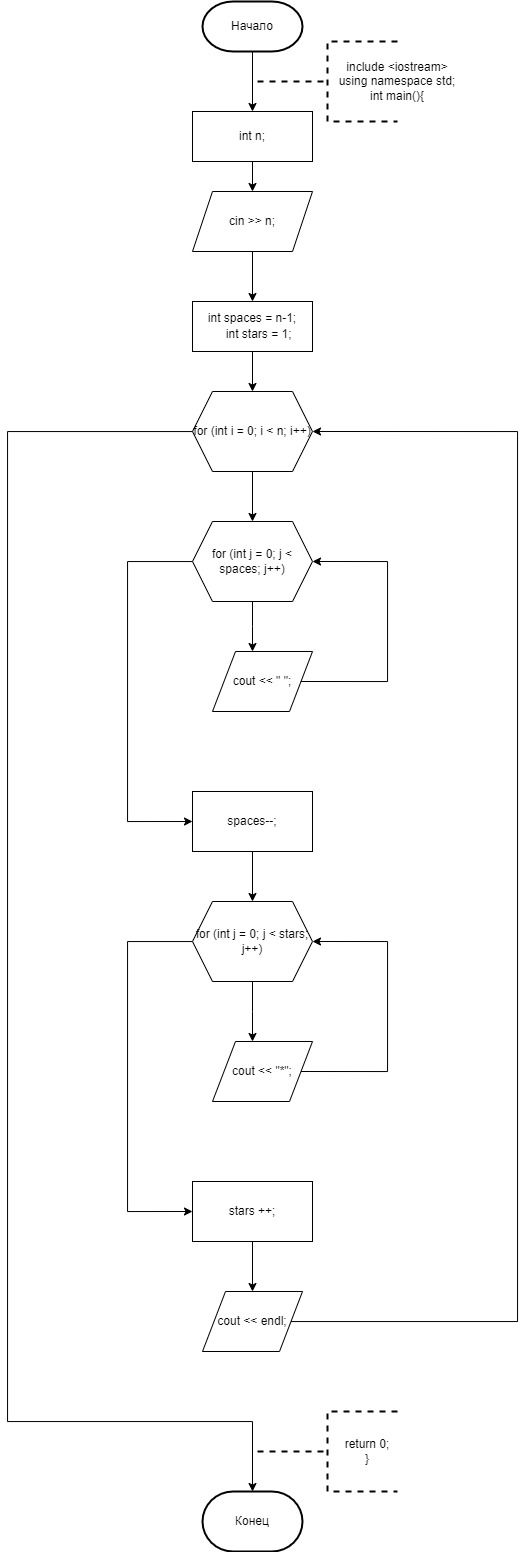 Начало
include <iostream>
using namespace std;
int main(){
int n;
cin >> n;
int spaces = n-1;
int stars = 1;
for (int i = 0; i < n; i++)
for (int j = 0; j <
spaces; j++)
cout << " ";
spaces--;
for (int j = 0; j < stars;
j++)
cout << "*";
stars ++;
cout << endl;
return 0;
}
Конец